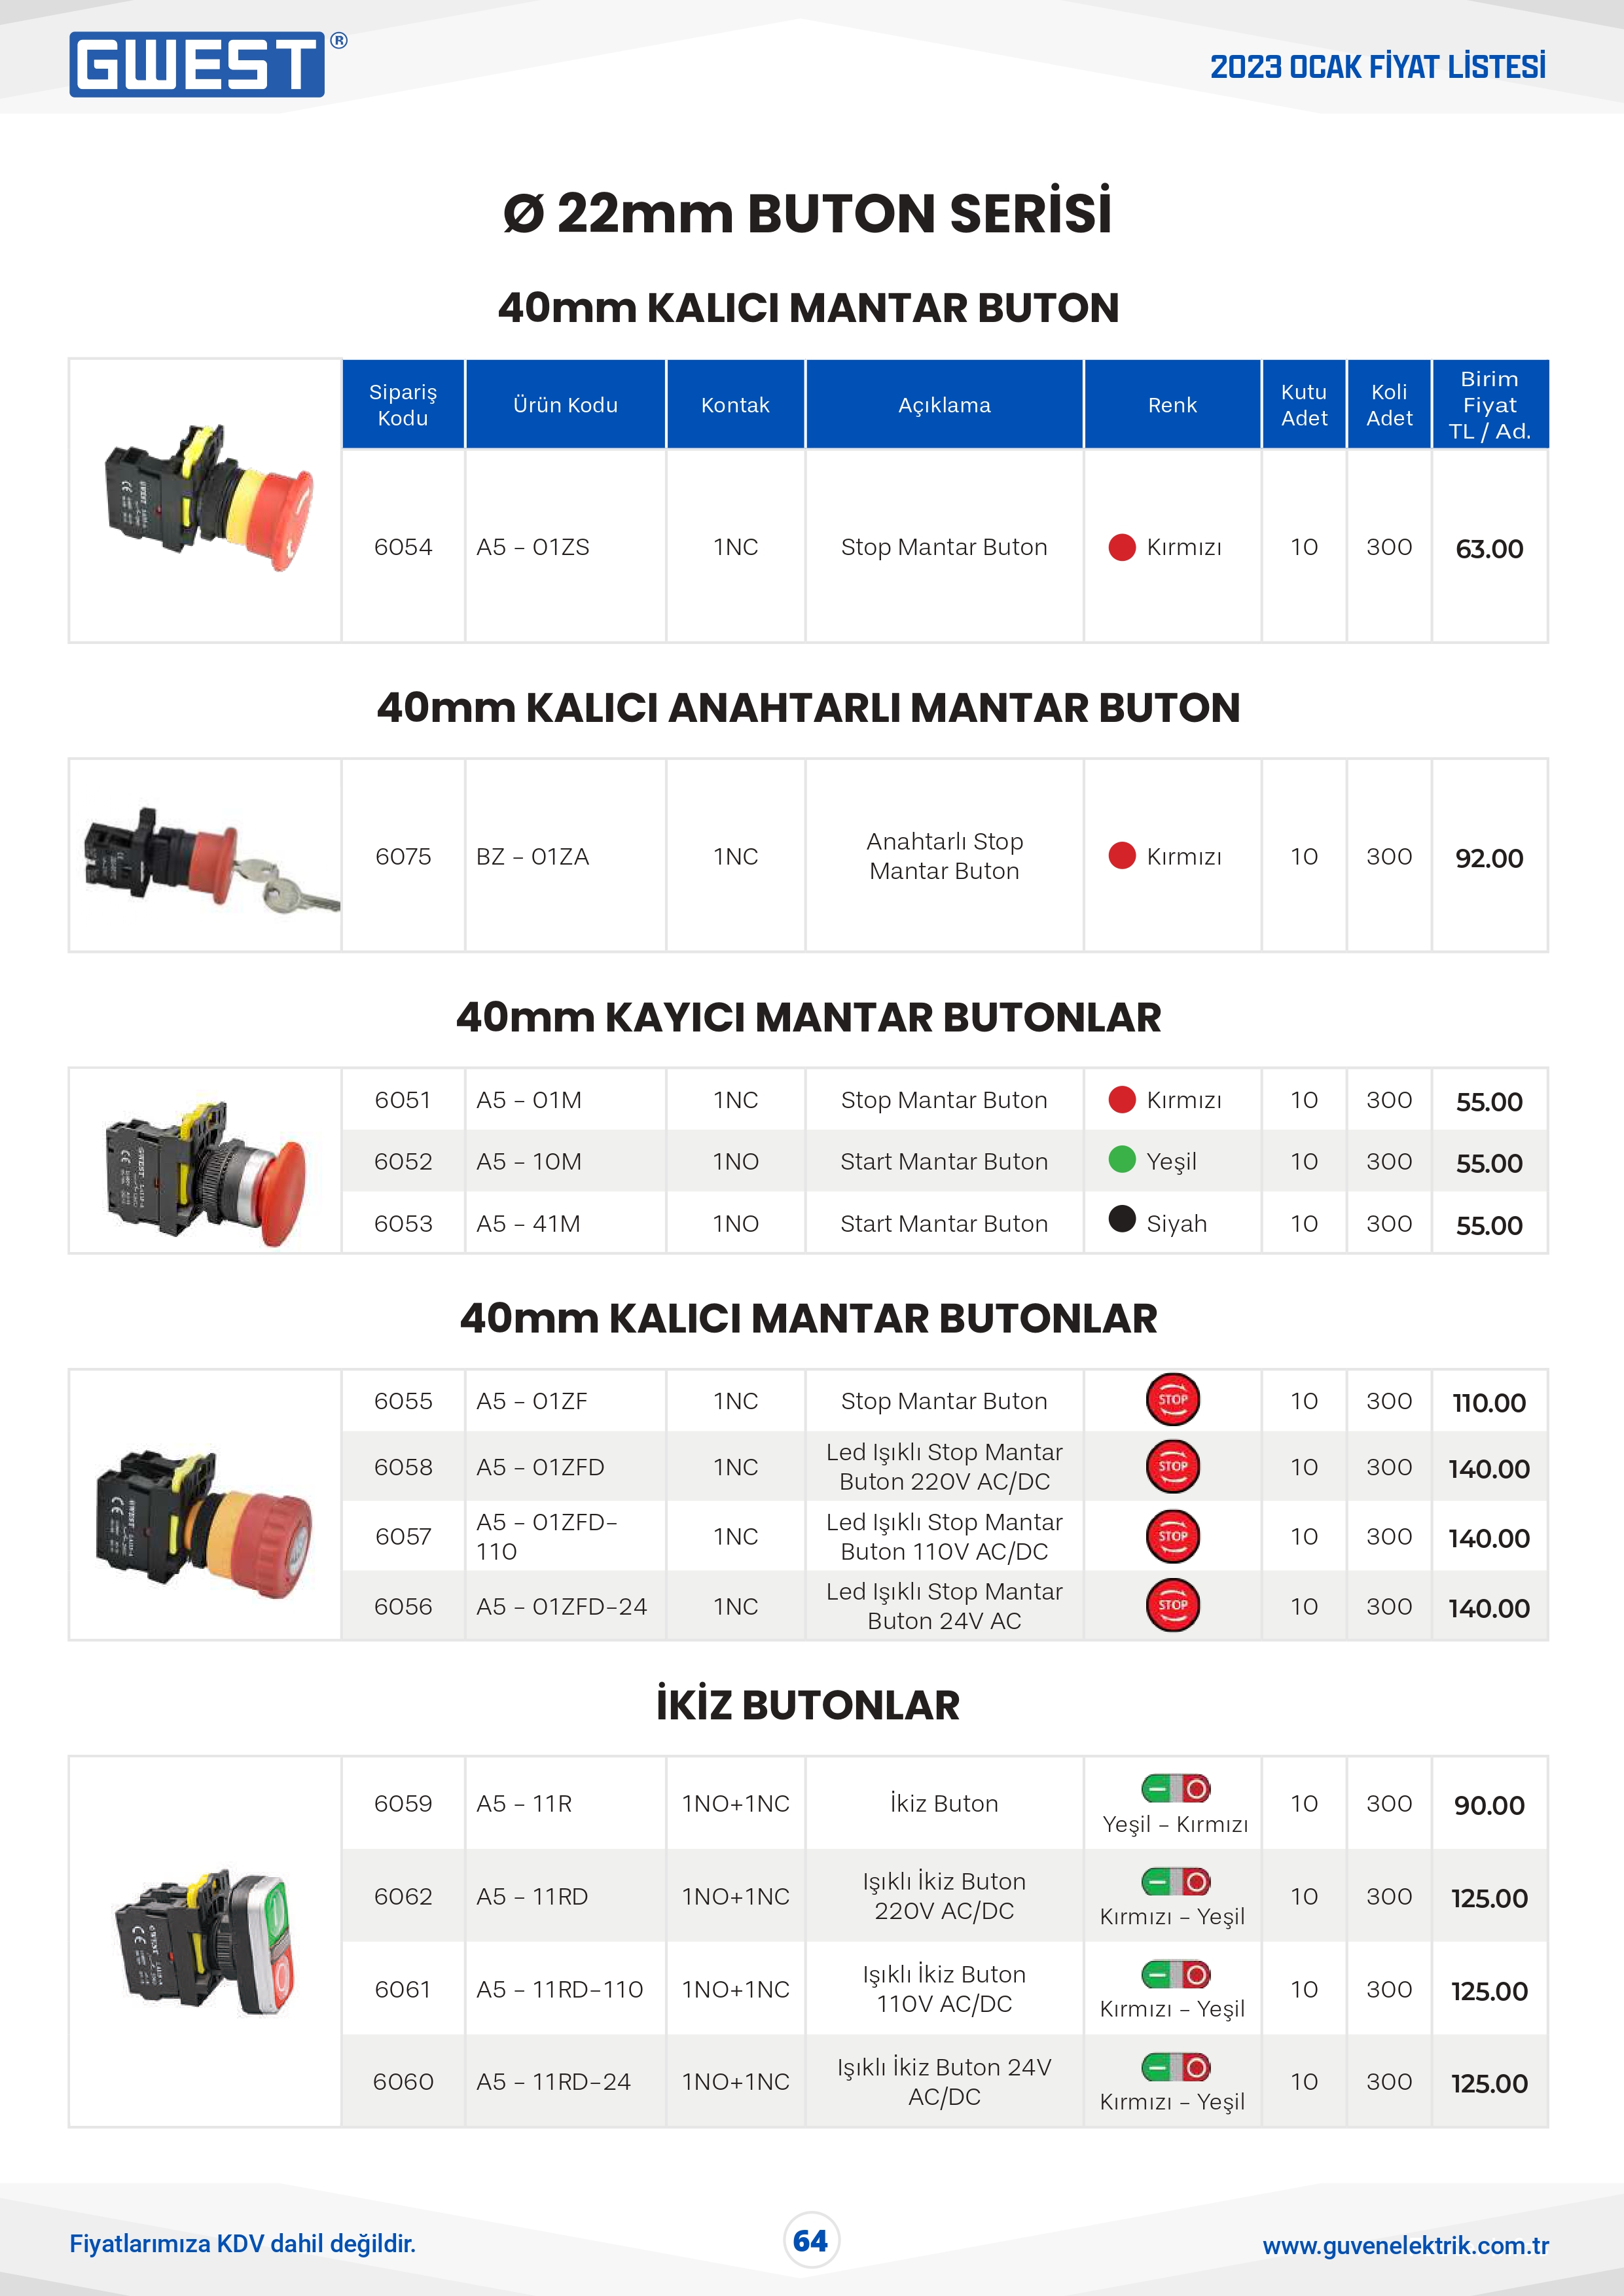 GWEST®
2023 OCAK FİYAT LİSTESİ
Ø 22mm BUTON SERİSİ
40mm KALICI MANTAR BUTON
Sipariş Kodu Ürün Kodu Kontak Açıklama Renk Kutu Adet Koli Adet Birim Fiyat TL / Ad.
6054 A5 - 01ZS 1NC Stop Mantar Buton Kırmızı 10 300 63.00
40mm KALICI ANAHTARLI MANTAR BUTON
6075 BZ - 01ZA 1NC Anahtarlı Stop Mantar Buton Kırmızı 10 300 92.00
40mm KAYICI MANTAR BUTONLAR
6051 A5 - 01M 1NC Stop Mantar Buton Kırmızı 10 300 55.00
6052 A5 - 10M 1NO Start Mantar Buton Yeşil 10 300 55.00
6053 A5 - 41M 1NO Start Mantar Buton Siyah 10 300 55.00
40mm KALICI MANTAR BUTONLAR
6055 A5 - 01ZF 1NC Stop Mantar Buton STOP 10 300 110.00
6058 A5 - 01ZFD 1NC Led Işıklı Stop Mantar Buton 220V AC/DC STOP 10 300 140.00
6057 A5 - 01ZFD-110 1NC Led Işıklı Stop Mantar Buton 110V AC/DC STOP 10 300 140.00
6056 A5 - 01ZFD-24 1NC Led Işıklı Stop Mantar Buton 24V AC STOP 10 300 140.00
İKİZ BUTONLAR
6059 A5 - 11R 1NO+1NC İkiz Buton Yeşil - Kırmızı 10 300 90.00
6062 A5 - 11RD 1NO+1NC Işıklı İkiz Buton 220V AC/DC Kırmızı - Yeşil 10 300 125.00
6061 A5 - 11RD-110 1NO+1NC Işıklı İkiz Buton 110V AC/DC Kırmızı - Yeşil 10 300 125.00
6060 A5 - 11RD-24 1NO+1NC Işıklı İkiz Buton 24V AC/DC Kırmızı - Yeşil 10 300 125.00
Fiyatlarımıza KDV dahil değildir.
64
www.guvenelektrik.com.tr